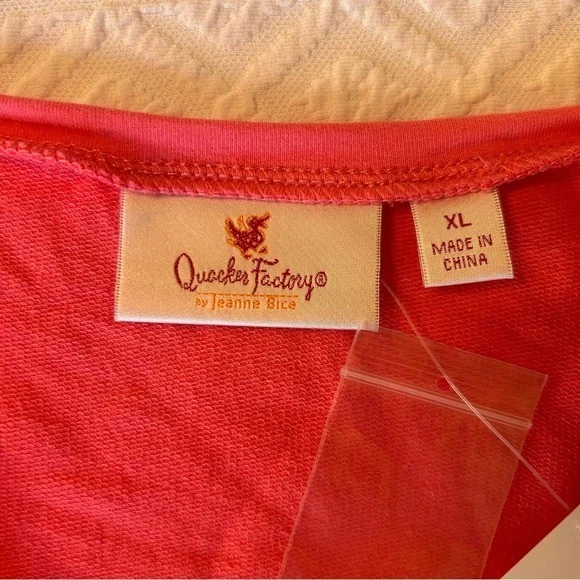 Quacker Factory®
by Jeanne Bice
XL
MADE IN
CHINA